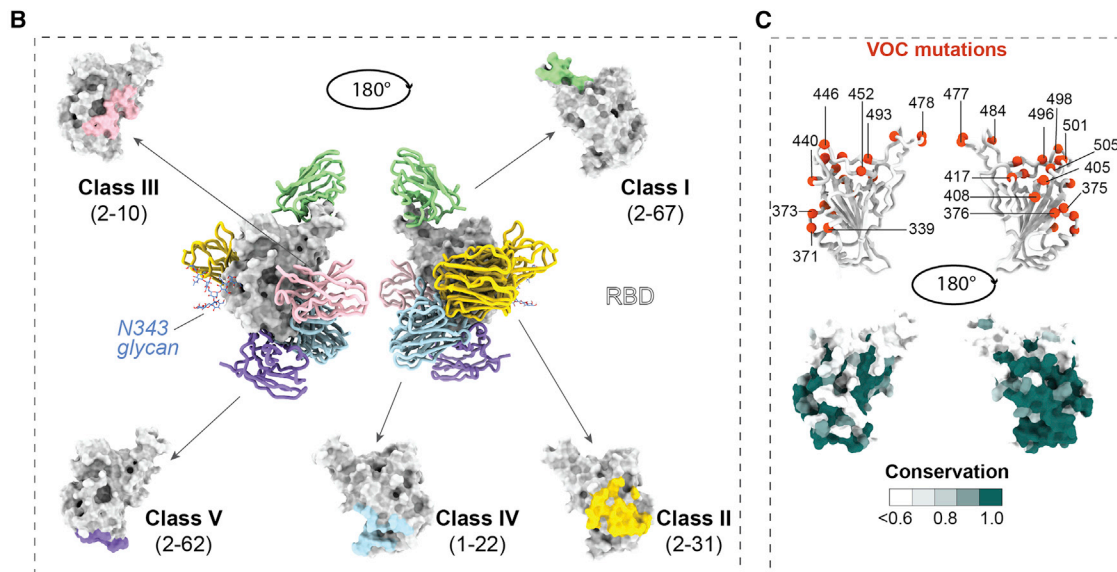 B
180°
Class III
(2-10)
Class I
(2-67)
RBD
N343
glycan
Class V
(2-62)
Class IV
(1-22)
Class II
(2-31)
C
VOC mutations
446
452
493
478
477
484
496
498
501
505
440
417
405
408
375
373
376
371
339
180°
Conservation
<0.6 0.8 1.0